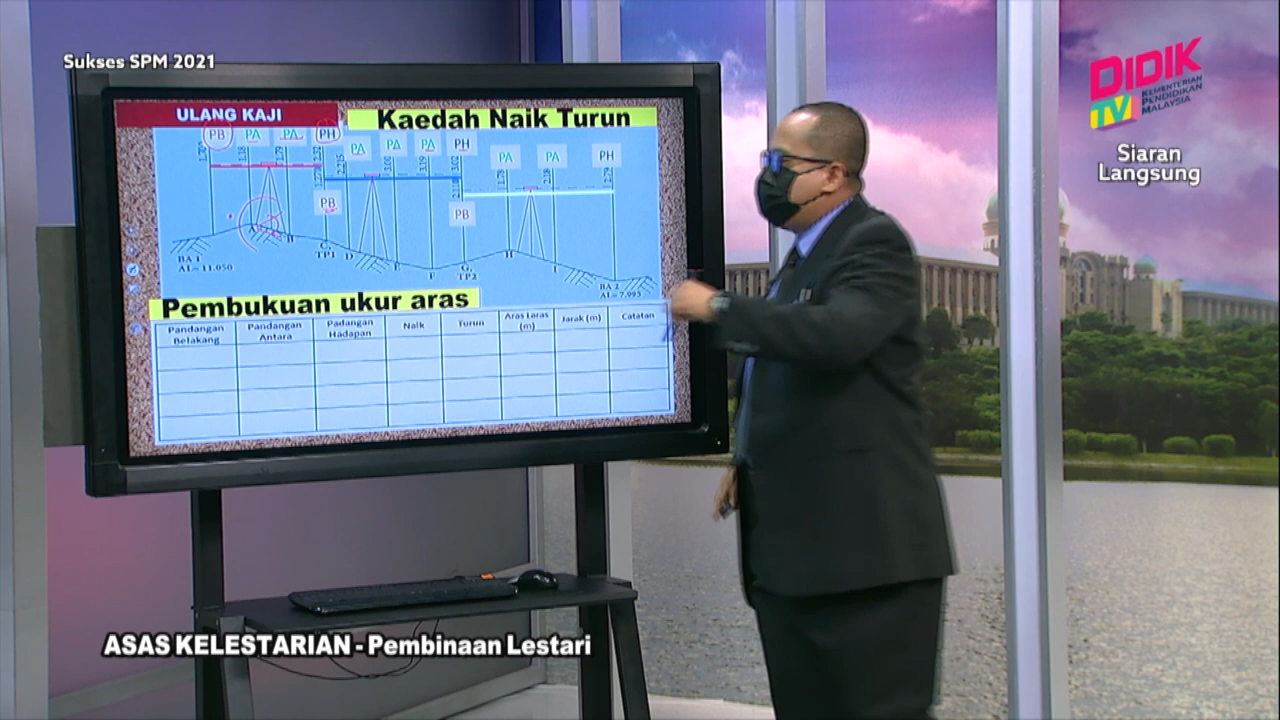 Sukses SPM 2021
DIDIK
TV
KEMENTERIAN
PENDIDIKAN
MALAYSIA
Siaran
Langsung
ULANG KAJI
Kaedah Naik Turun
PB PA PA PH PA PA PA PH PA PA PH
PB PB
BA 1
AL= 11.050
A B C, D E F G, H I
TP1 TP2
BA 2
AL= 7.995
Pembukuan ukur aras
Pandangan Belakang Pandangan Antara Padangan Hadapan Naik Turun Aras Laras (m) Jarak (m) Catatan
ASAS KELESTARIAN - Pembinaan Lestari